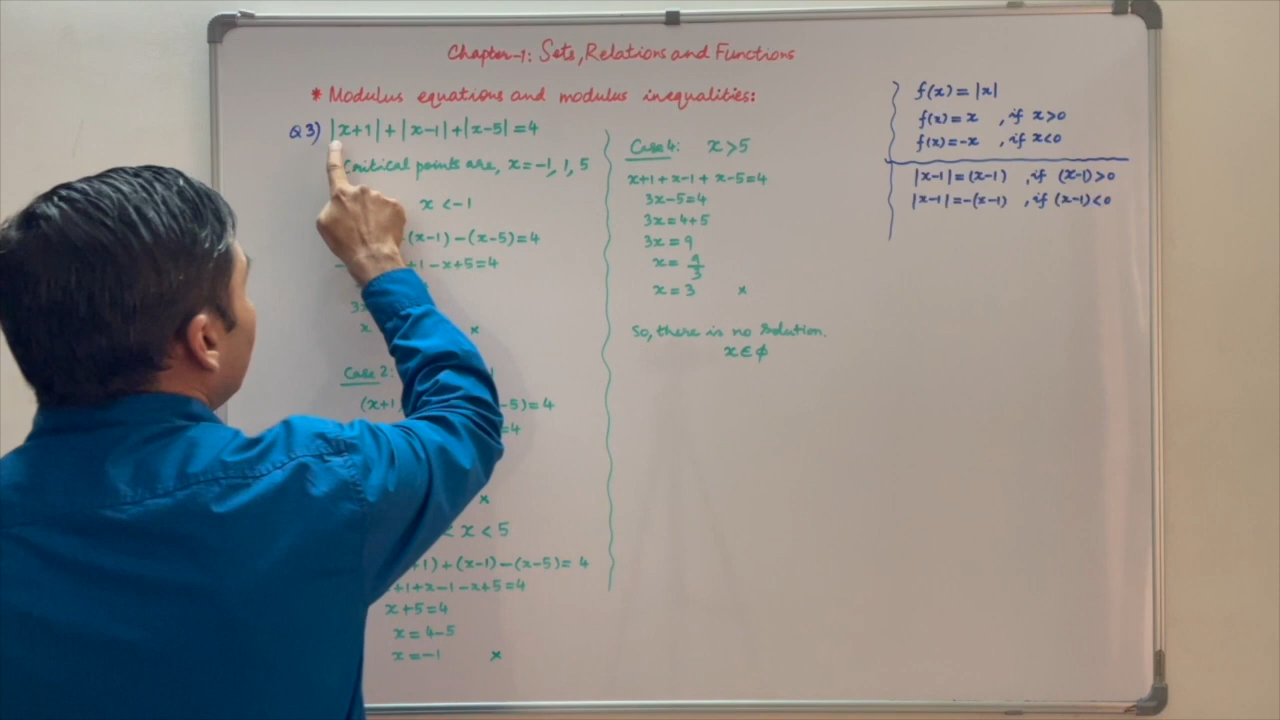 Chapter-1: Sets, Relations and Functions
* Modulus equations and modulus inequalities:
Q3) |x+1| + |x-1| + |x-5| = 4
Critical points are, x = -1, 1, 5
x < -1
(x-1) - (x-5) = 4
+1 - x + 5 = 4
3x
x ×
Case 2:
(x+1) -5) = 4
= 4
×
< x < 5
+1) + (x-1) - (x-5) = 4
+1 + x - 1 - x + 5 = 4
x + 5 = 4
x = 4 - 5
x = -1 ×
Case 4: x > 5
x+1 + x-1 + x-5 = 4
3x - 5 = 4
3x = 4 + 5
3x = 9
x = 9/3
x = 3 ×
So, there is no solution.
x ∈ ϕ
f(x) = |x|
f(x) = x , if x > 0
f(x) = -x , if x < 0
|x-1| = (x-1) , if (x-1) > 0
|x-1| = -(x-1) , if (x-1) < 0